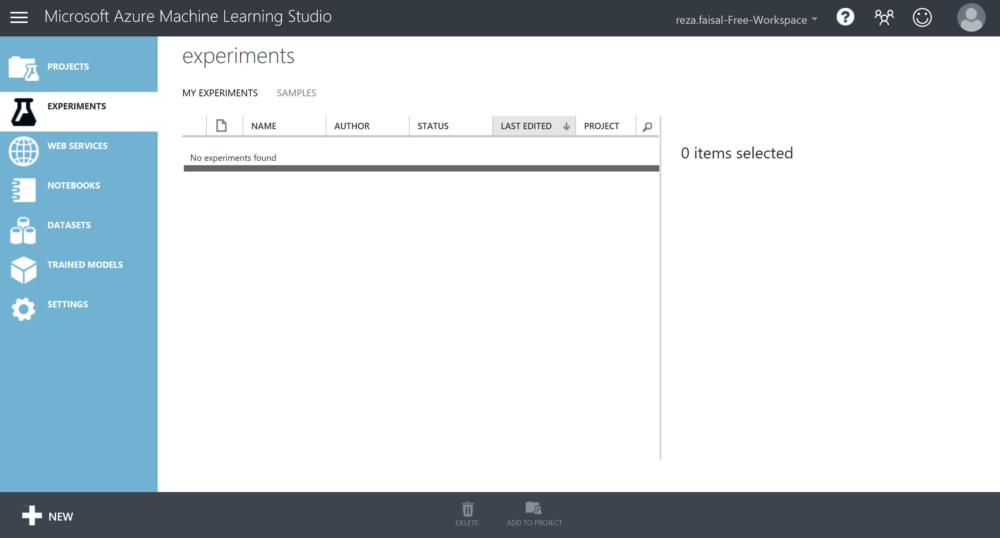 Microsoft Azure Machine Learning Studio
reza.faisal-Free-Workspace
?
PROJECTS
EXPERIMENTS
WEB SERVICES
NOTEBOOKS
DATASETS
TRAINED MODELS
SETTINGS
experiments
MY EXPERIMENTS SAMPLES
NAME AUTHOR STATUS LAST EDITED PROJECT
No experiments found
0 items selected
NEW
DELETE
ADD TO PROJECT